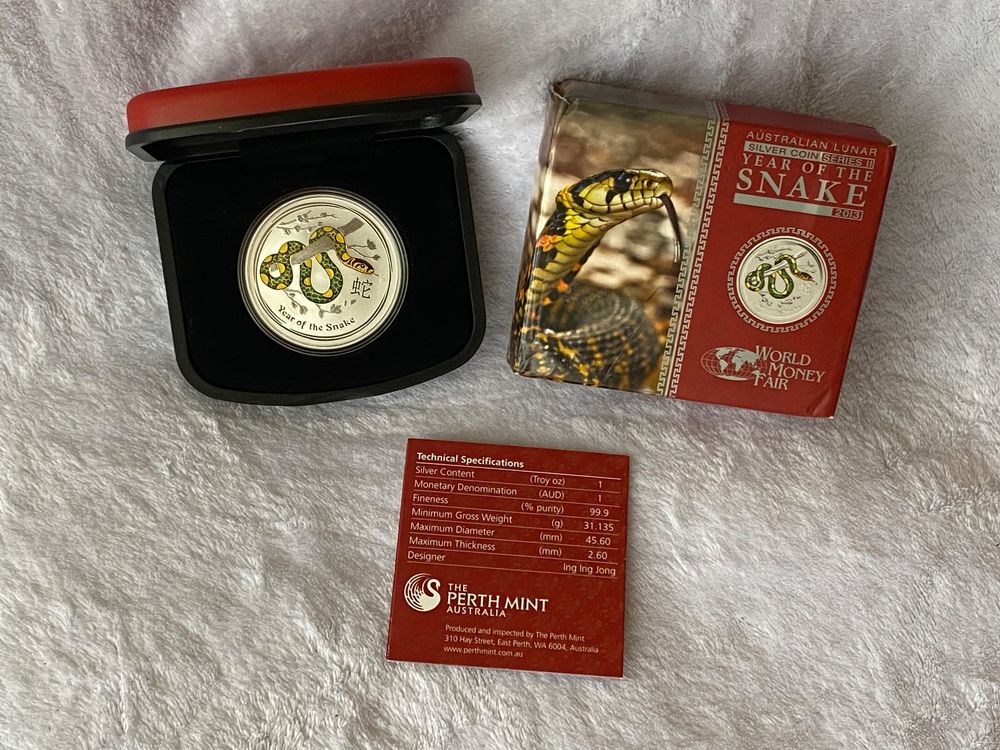 蛇
Year of the Snake
AUSTRALIAN LUNAR
SILVER COIN SERIES II
YEAR OF THE
SNAKE
2013
WORLD
MONEY
FAIR
Technical Specifications
Silver Content (Troy oz) 1
Monetary Denomination (AUD) 1
Fineness (% purity) 99.9
Minimum Gross Weight (g) 31.135
Maximum Diameter (mm) 45.60
Maximum Thickness (mm) 2.60
Designer Ing Ing Jong
THE
PERTH MINT
AUSTRALIA
Produced and inspected by The Perth Mint
310 Hay Street, East Perth, WA 6004, Australia
www.perthmint.com.au